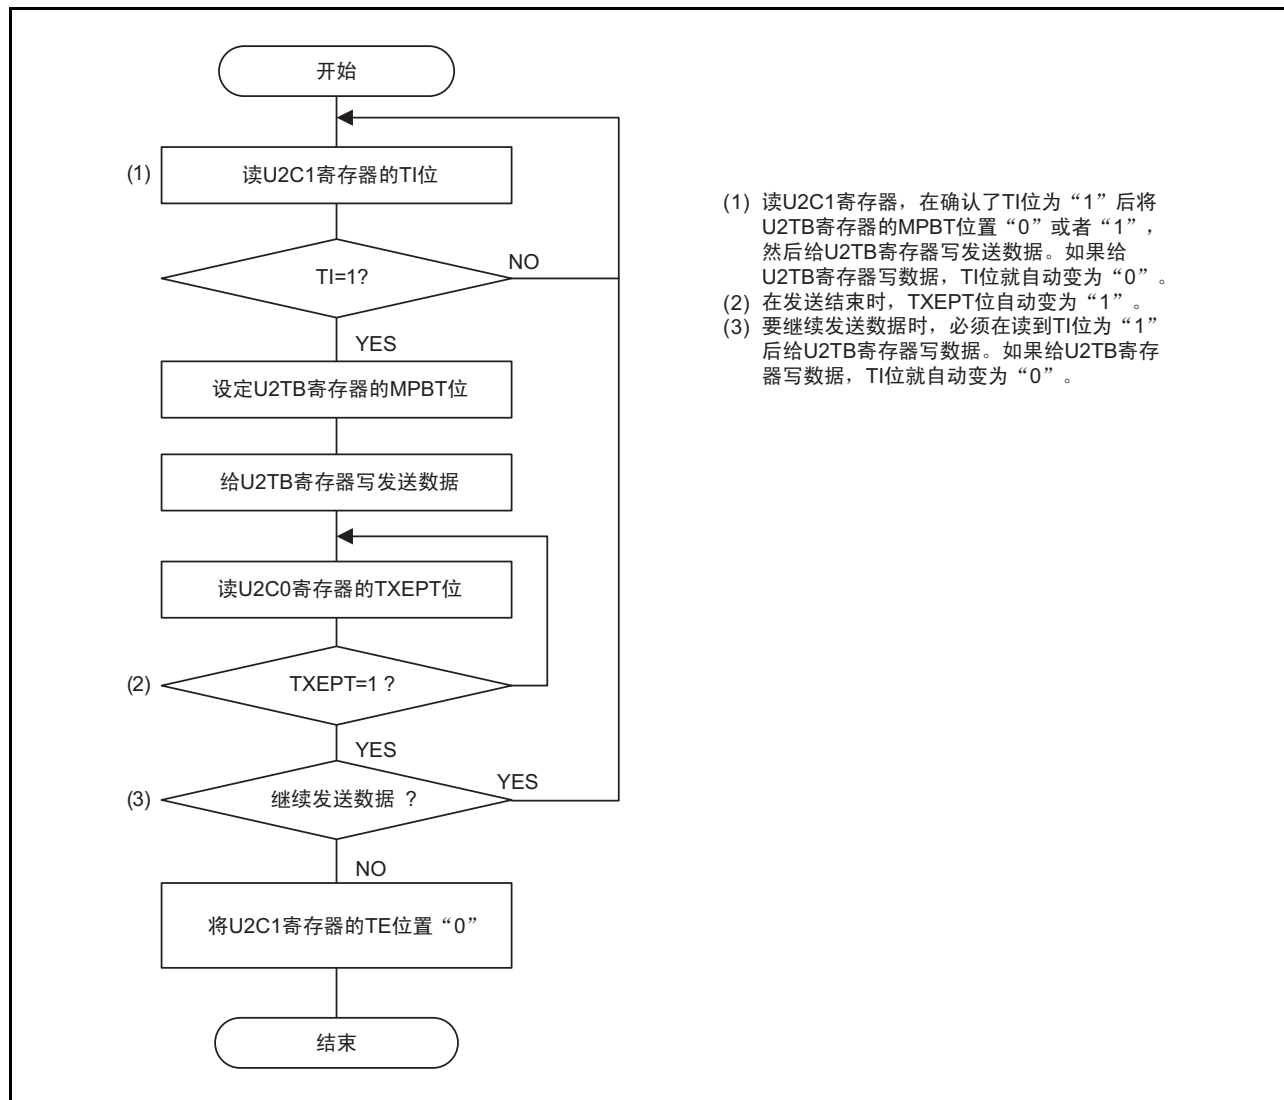 开始
(1) 读U2C1寄存器的TI位
TI=1?
NO
YES
设定U2TB寄存器的MPBT位
给U2TB寄存器写发送数据
读U2C0寄存器的TXEPT位
(2) TXEPT=1 ?
YES
(3) 继续发送数据 ?
YES
NO
将U2C1寄存器的TE位置“0”
结束
(1) 读U2C1寄存器，在确认了TI位为“1”后将
U2TB寄存器的MPBT位置“0”或者“1”，
然后给U2TB寄存器写发送数据。如果给
U2TB寄存器写数据，TI位就自动变为“0”。
(2) 在发送结束时，TXEPT位自动变为“1”。
(3) 要继续发送数据时，必须在读到TI位为“1”
后给U2TB寄存器写数据。如果给U2TB寄存
器写数据，TI位就自动变为“0”。